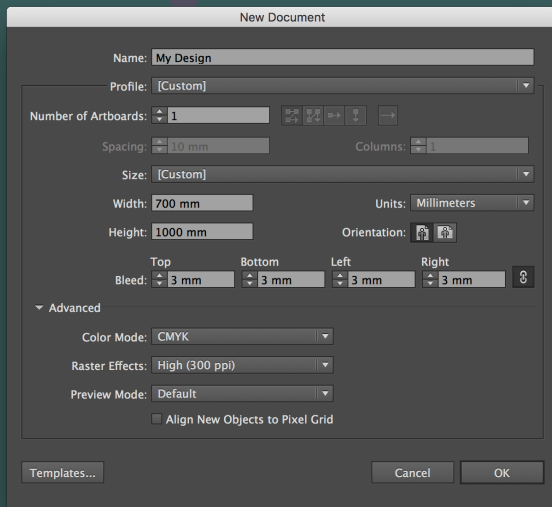 New Document
Name: My Design
Profile: [Custom]
Number of Artboards: 1
Spacing: 10 mm Columns: 1
Size: [Custom]
Width: 700 mm Units: Millimeters
Height: 1000 mm Orientation:
Top Bottom Left Right
Bleed: 3 mm 3 mm 3 mm 3 mm
Advanced
Color Mode: CMYK
Raster Effects: High (300 ppi)
Preview Mode: Default
Align New Objects to Pixel Grid
Templates... Cancel OK